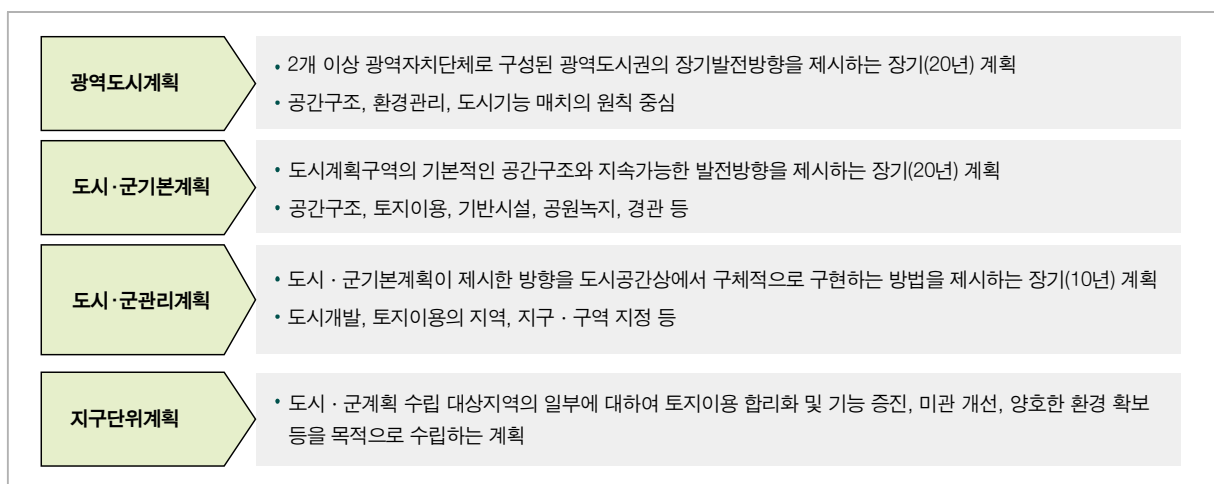 광역도시계획
• 2개 이상 광역자치단체로 구성된 광역도시권의 장기발전방향을 제시하는 장기(20년) 계획
• 공간구조, 환경관리, 도시기능 매치의 원칙 중심
도시·군기본계획
• 도시계획구역의 기본적인 공간구조와 지속가능한 발전방향을 제시하는 장기(20년) 계획
• 공간구조, 토지이용, 기반시설, 공원녹지, 경관 등
도시·군관리계획
• 도시·군기본계획이 제시한 방향을 도시공간상에서 구체적으로 구현하는 방법을 제시하는 장기(10년) 계획
• 도시개발, 토지이용의 지역, 지구·구역 지정 등
지구단위계획
• 도시·군계획 수립 대상지역의 일부에 대하여 토지이용 합리화 및 기능 증진, 미관 개선, 양호한 환경 확보
등을 목적으로 수립하는 계획